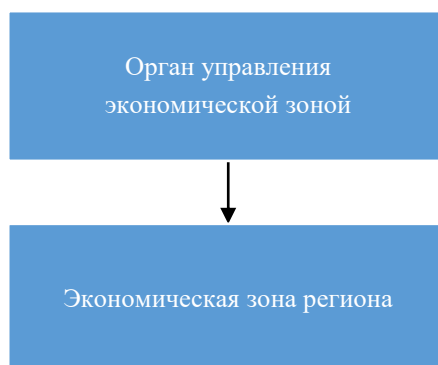 Орган управления
экономической зоной
Экономическая зона региона